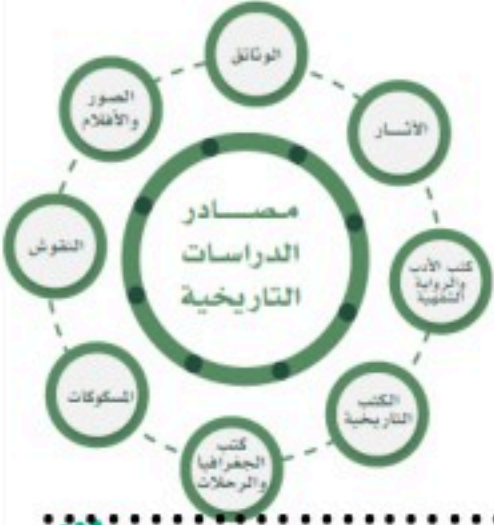 مصادر
الدراسات
التاريخية
الوثائق
الآثار
كتب الأدب
والرواية
الشفهية
الكتب
التاريخية
كتب
الجغرافيا
والرحلات
المسكوكات
النقوش
الصور
والأفلام